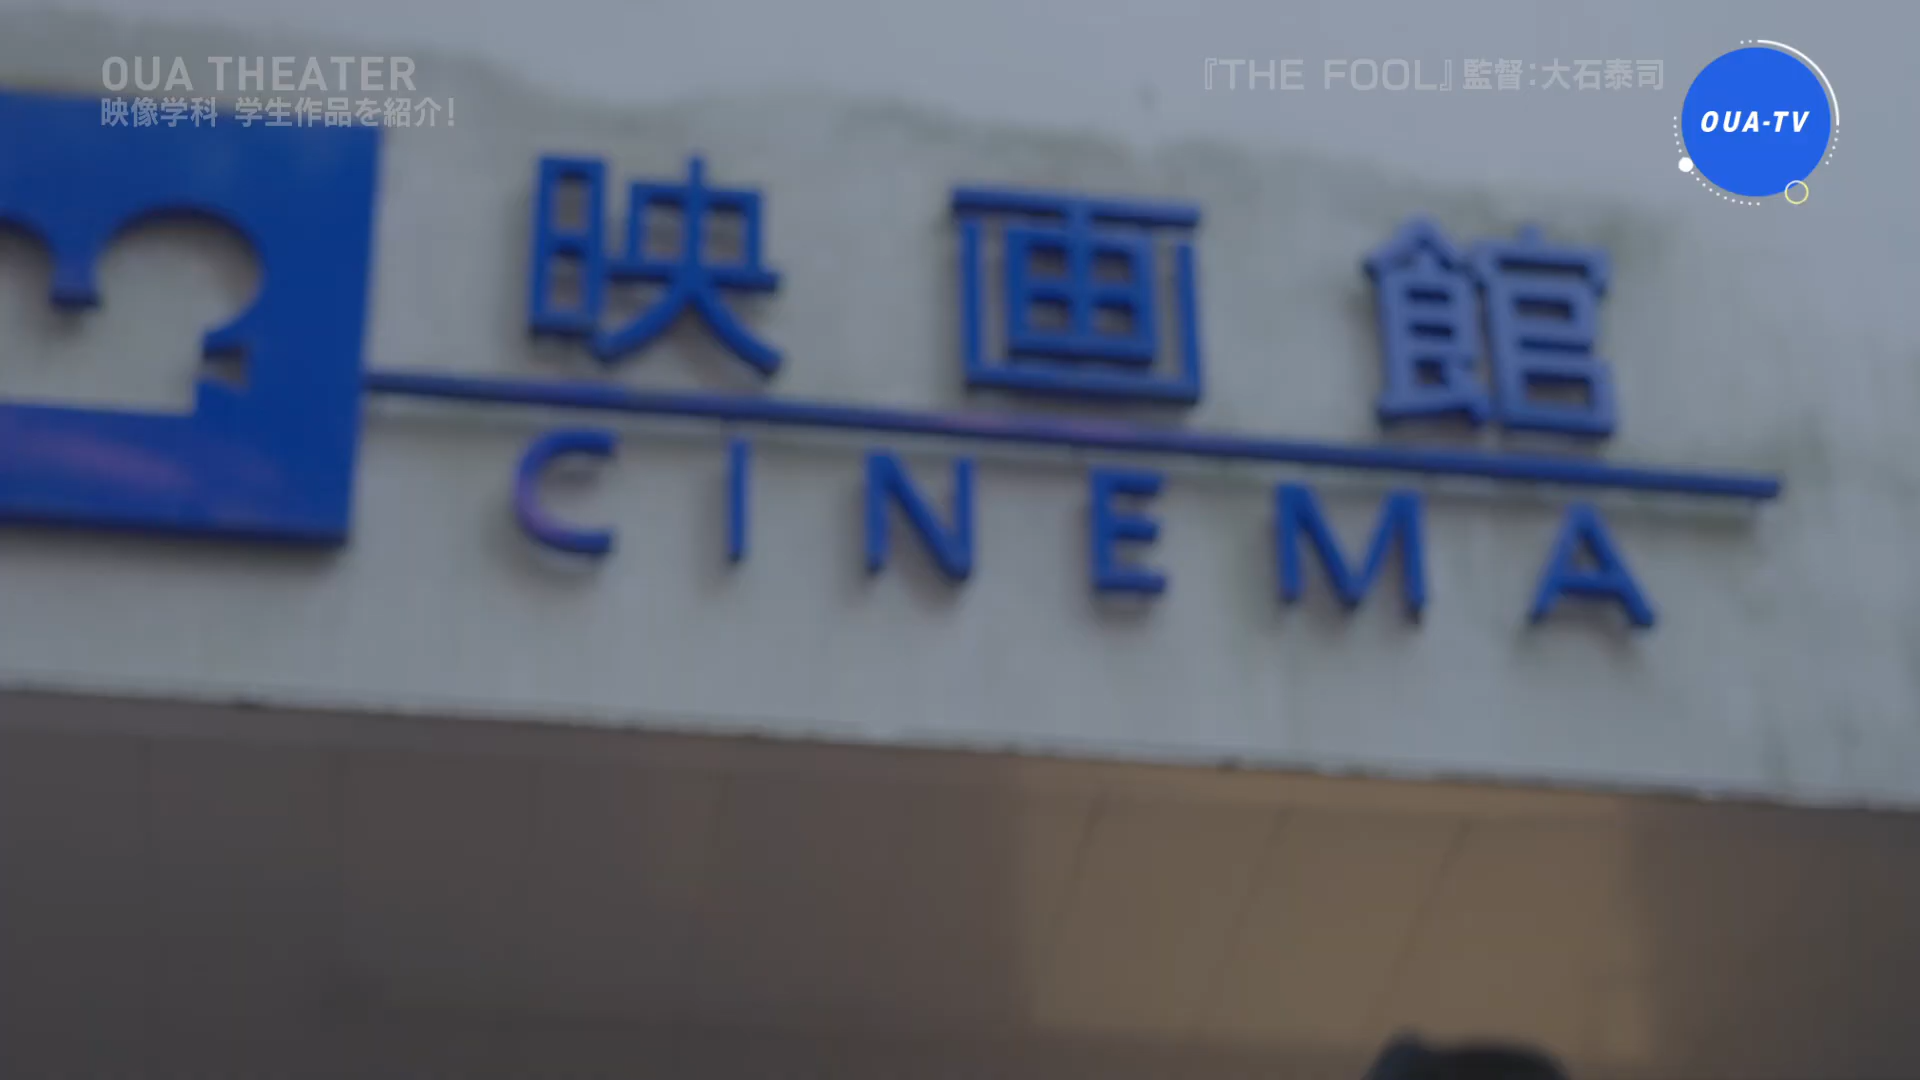 OUA THEATER
映像学科 学生作品を紹介！
『THE FOOL』監督：大石泰司
OUA-TV
映画館
CINEMA